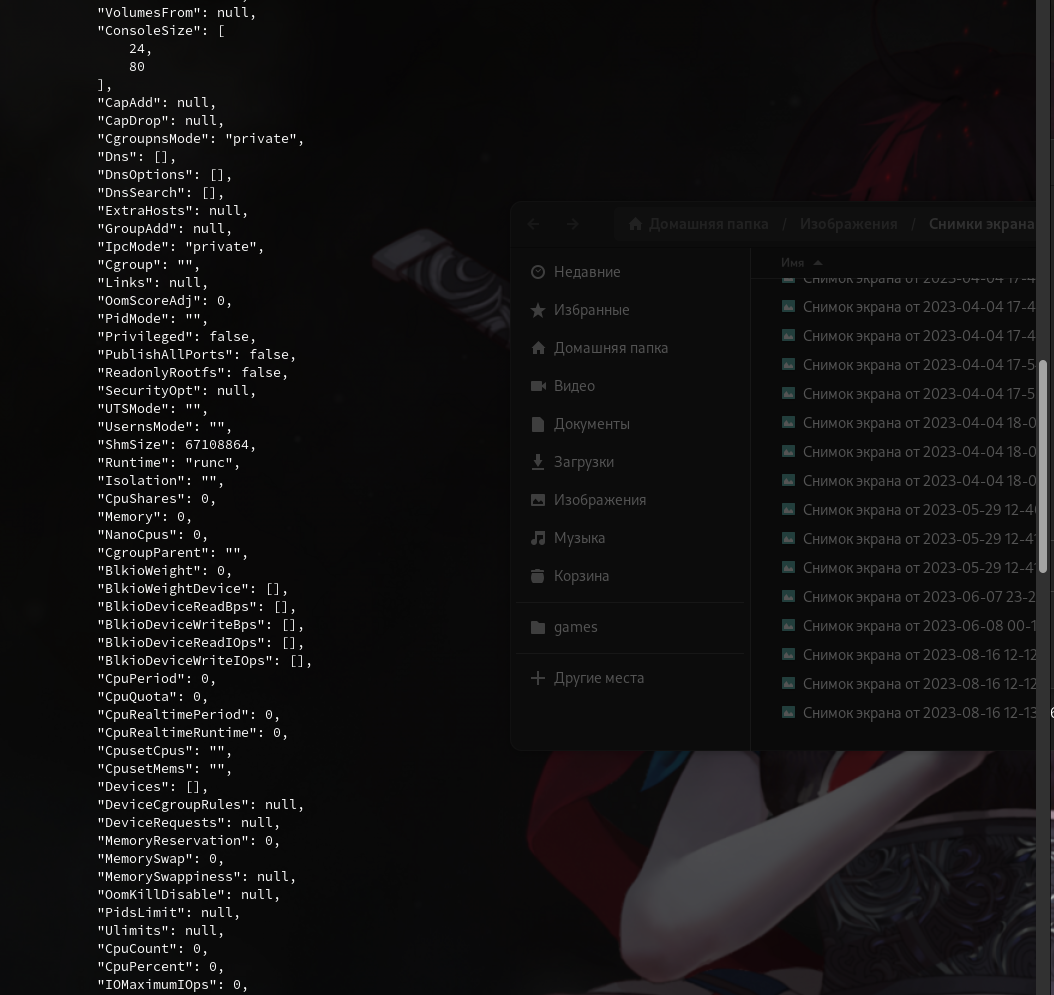 "VolumesFrom": null,
"ConsoleSize": [
24,
80
],
"CapAdd": null,
"CapDrop": null,
"CgroupnsMode": "private",
"Dns": [],
"DnsOptions": [],
"DnsSearch": [],
"ExtraHosts": null,
"GroupAdd": null,
"IpcMode": "private",
"Cgroup": "",
"Links": null,
"OomScoreAdj": 0,
"PidMode": "",
"Privileged": false,
"PublishAllPorts": false,
"ReadonlyRootfs": false,
"SecurityOpt": null,
"UTSMode": "",
"UsernsMode": "",
"ShmSize": 67108864,
"Runtime": "runc",
"Isolation": "",
"CpuShares": 0,
"Memory": 0,
"NanoCpus": 0,
"CgroupParent": "",
"BlkioWeight": 0,
"BlkioWeightDevice": [],
"BlkioDeviceReadBps": [],
"BlkioDeviceWriteBps": [],
"BlkioDeviceReadIOps": [],
"BlkioDeviceWriteIOps": [],
"CpuPeriod": 0,
"CpuQuota": 0,
"CpuRealtimePeriod": 0,
"CpuRealtimeRuntime": 0,
"CpusetCpus": "",
"CpusetMems": "",
"Devices": [],
"DeviceCgroupRules": null,
"DeviceRequests": null,
"MemoryReservation": 0,
"MemorySwap": 0,
"MemorySwappiness": null,
"OomKillDisable": null,
"PidsLimit": null,
"Ulimits": null,
"CpuCount": 0,
"CpuPercent": 0,
"IOMaximumIOps": 0,
Домашняя папка / Изображения / Снимки экрана
Недавние
Избранные
Домашняя папка
Видео
Документы
Загрузки
Изображения
Музыка
Корзина
games
Другие места
Имя
Снимок экрана от 2023-04-04 17-4
Снимок экрана от 2023-04-04 17-4
Снимок экрана от 2023-04-04 17-4
Снимок экрана от 2023-04-04 17-5
Снимок экрана от 2023-04-04 17-5
Снимок экрана от 2023-04-04 18-0
Снимок экрана от 2023-04-04 18-0
Снимок экрана от 2023-04-04 18-0
Снимок экрана от 2023-05-29 12-4
Снимок экрана от 2023-05-29 12-4
Снимок экрана от 2023-05-29 12-4
Снимок экрана от 2023-06-07 23-2
Снимок экрана от 2023-06-08 00-1
Снимок экрана от 2023-08-16 12-12
Снимок экрана от 2023-08-16 12-12
Снимок экрана от 2023-08-16 12-13